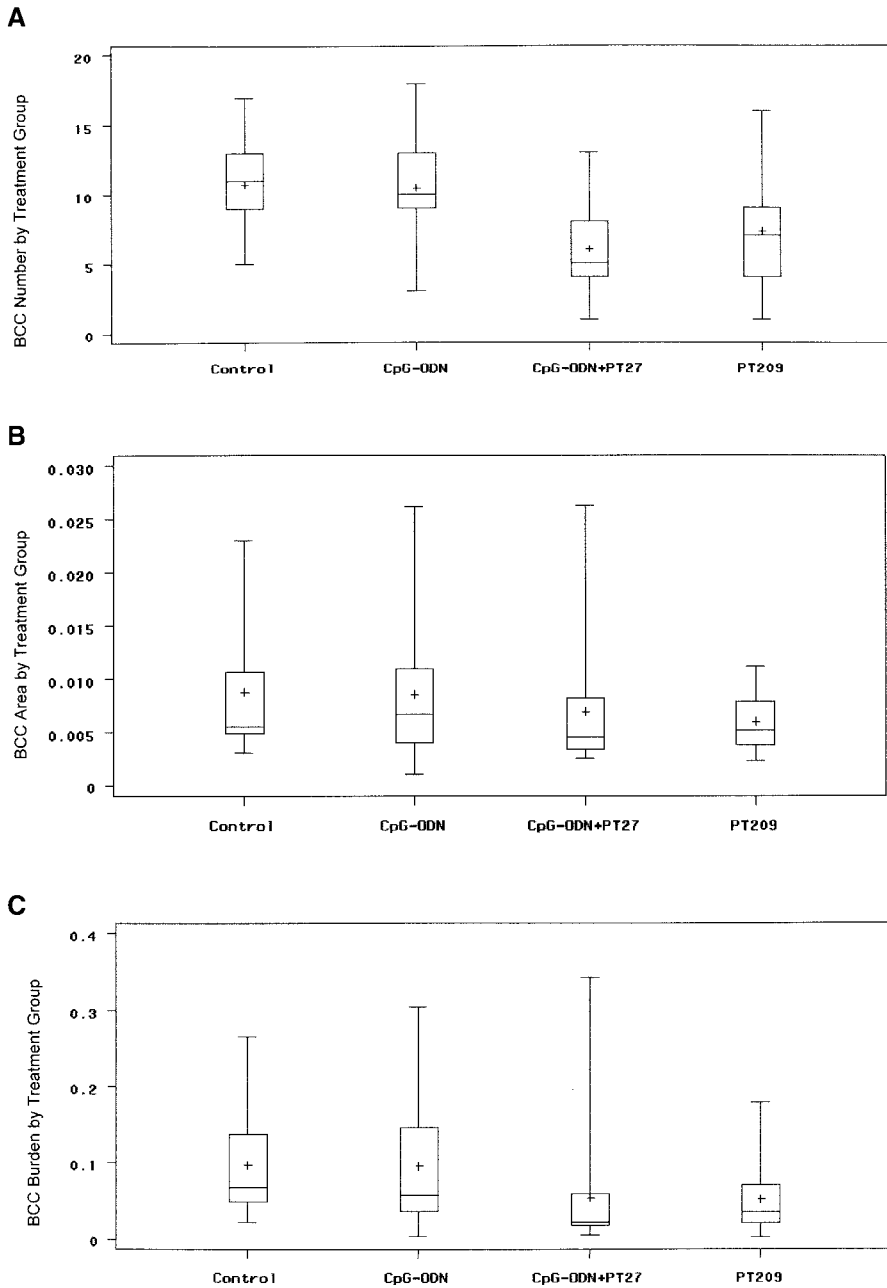 A
BCC Number by Treatment Group
20
15
10
5
0
Control CpG-ODN CpG-ODN+PT27 PT209
B
BCC Area by Treatment Group
0.030
0.025
0.020
0.015
0.010
0.005
0
Control CpG-ODN CpG-ODN+PT27 PT209
C
BCC Burden by Treatment Group
0.4
0.3
0.2
0.1
0
Control CpG-ODN CpG-ODN+PT27 PT209